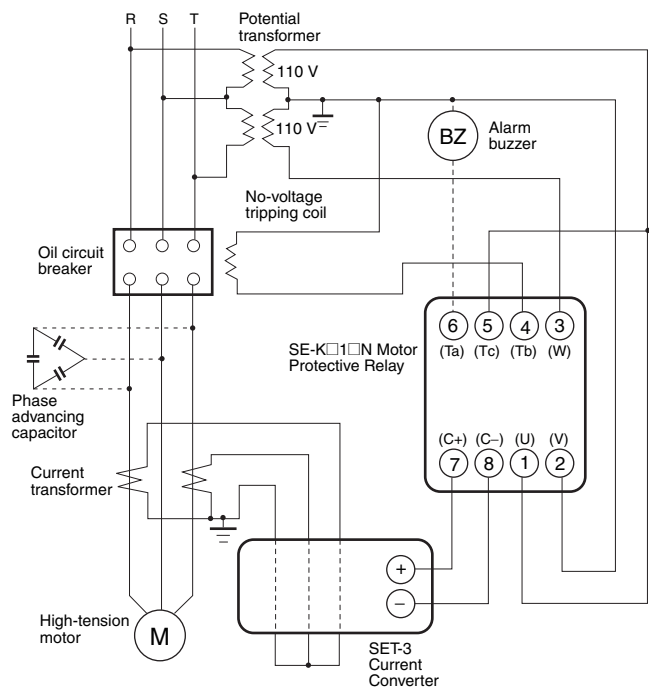 R S T
Potential
transformer
110 V
110 V
BZ
Alarm
buzzer
No-voltage
tripping coil
Oil circuit
breaker
6 5 4 3
(Ta) (Tc) (Tb) (W)
SE-K□1□N Motor
Protective Relay
Phase
advancing
capacitor
(C+) (C−) (U) (V)
7 8 1 2
Current
transformer
+
−
High-tension
motor
M
SET-3
Current
Converter